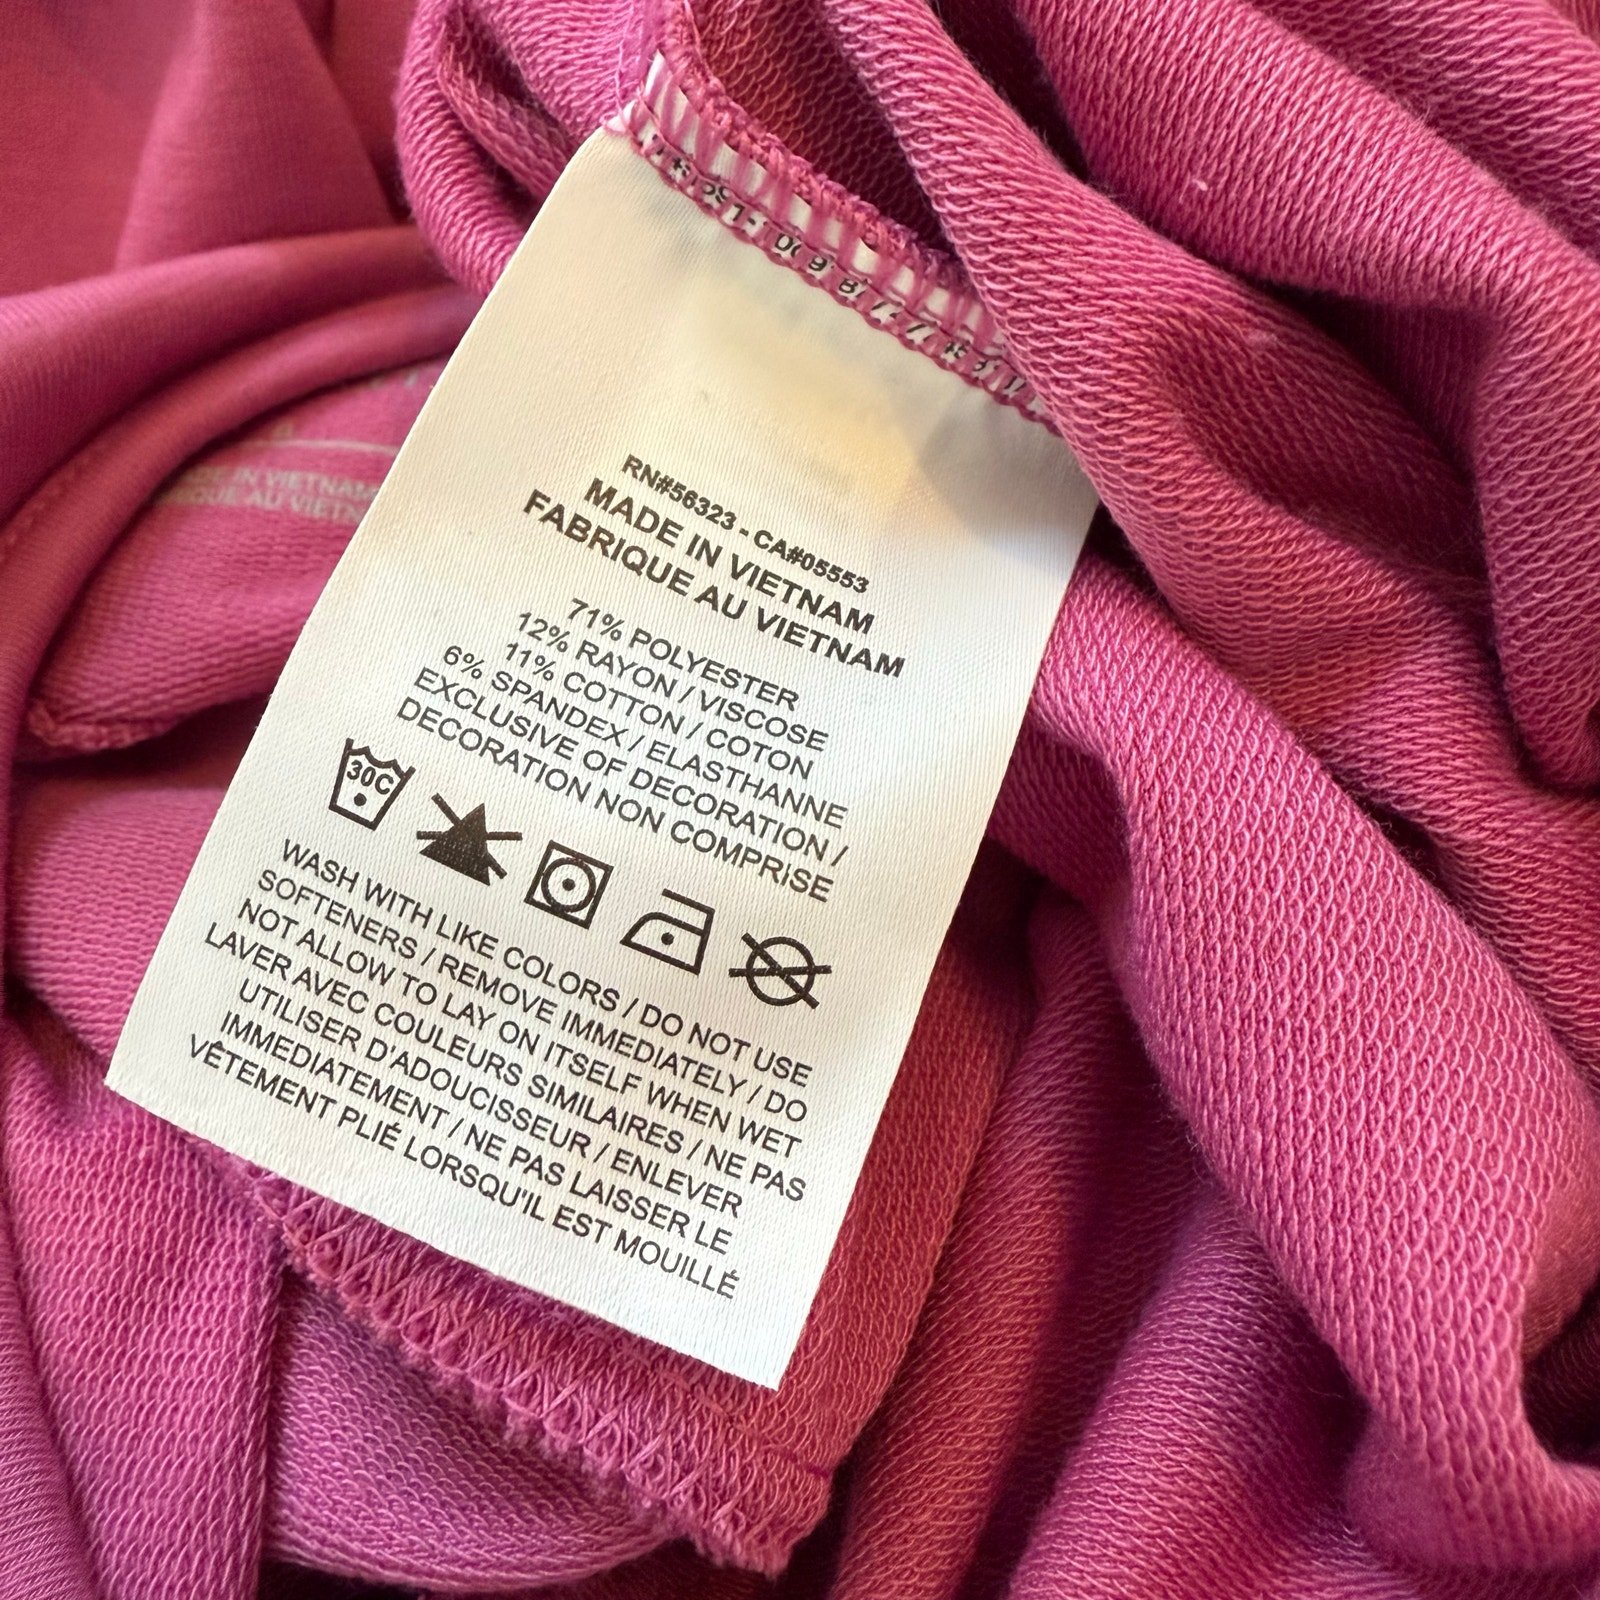 RN#56323 - CA#05553
MADE IN VIETNAM
FABRIQUE AU VIETNAM
71% POLYESTER
12% RAYON / VISCOSE
11% COTTON / COTON
6% SPANDEX / ELASTHANNE
EXCLUSIVE OF DECORATION /
DECORATION NON COMPRISE
30C
WASH WITH LIKE COLORS / DO NOT USE
SOFTENERS / REMOVE IMMEDIATELY / DO
NOT ALLOW TO LAY ON ITSELF WHEN WET
LAVER AVEC COULEURS SIMILAIRES / NE PAS
UTILISER D'ADOUCISSEUR / ENLEVER
IMMEDIATEMENT / NE PAS LAISSER LE
VÊTEMENT PLIÉ LORSQU'IL EST MOUILLÉ
IN VIETNAM
AU